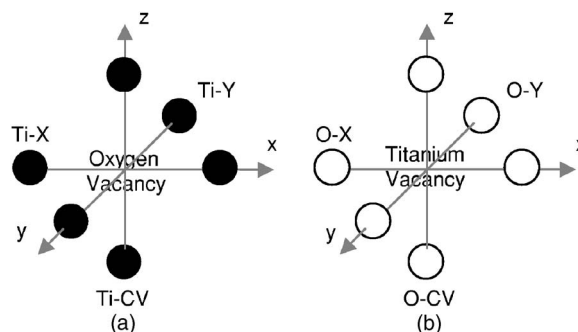 z
Ti-Y
Ti-X
x
Oxygen
Vacancy
y
Ti-CV
(a)
z
O-Y
O-X
x
Titanium
Vacancy
y
O-CV
(b)